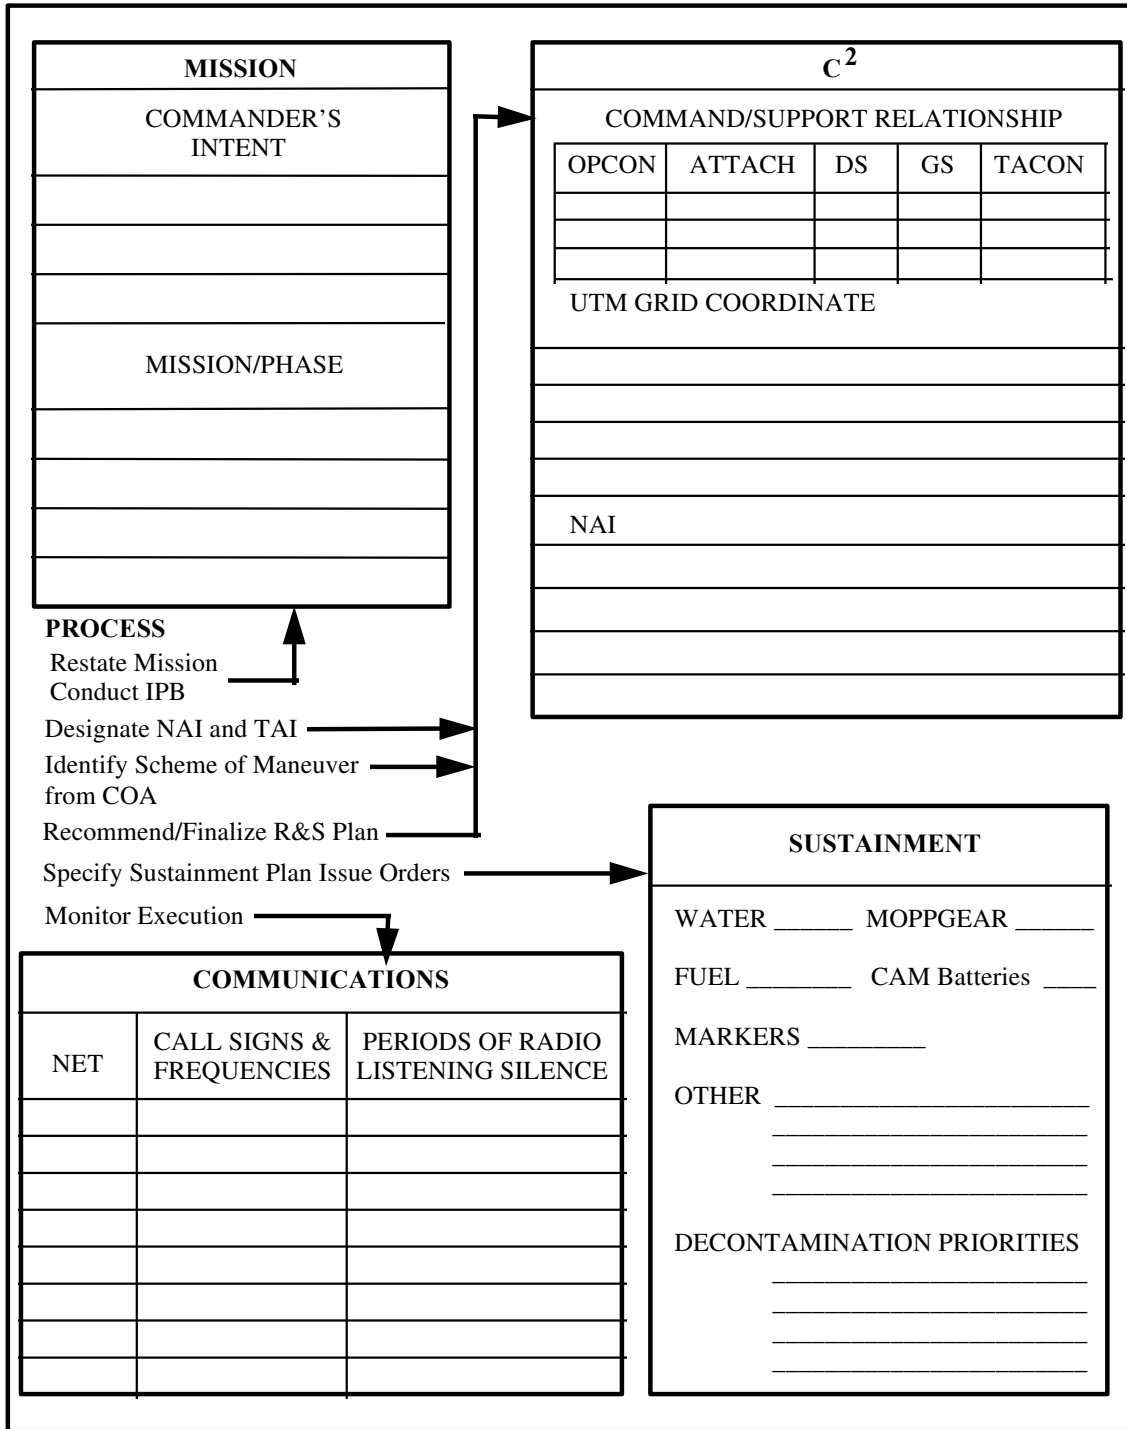 MISSION
COMMANDER'S
INTENT
MISSION/PHASE
C²
COMMAND/SUPPORT RELATIONSHIP
OPCON ATTACH DS GS TACON
UTM GRID COORDINATE
NAI
PROCESS
Restate Mission
Conduct IPB
Designate NAI and TAI
Identify Scheme of Maneuver
from COA
Recommend/Finalize R&S Plan
Specify Sustainment Plan Issue Orders
Monitor Execution
COMMUNICATIONS
NET
CALL SIGNS &
FREQUENCIES
PERIODS OF RADIO
LISTENING SILENCE
SUSTAINMENT
WATER ______ MOPPGEAR ______
FUEL ________ CAM Batteries ____
MARKERS _________
OTHER ________________________
DECONTAMINATION PRIORITIES